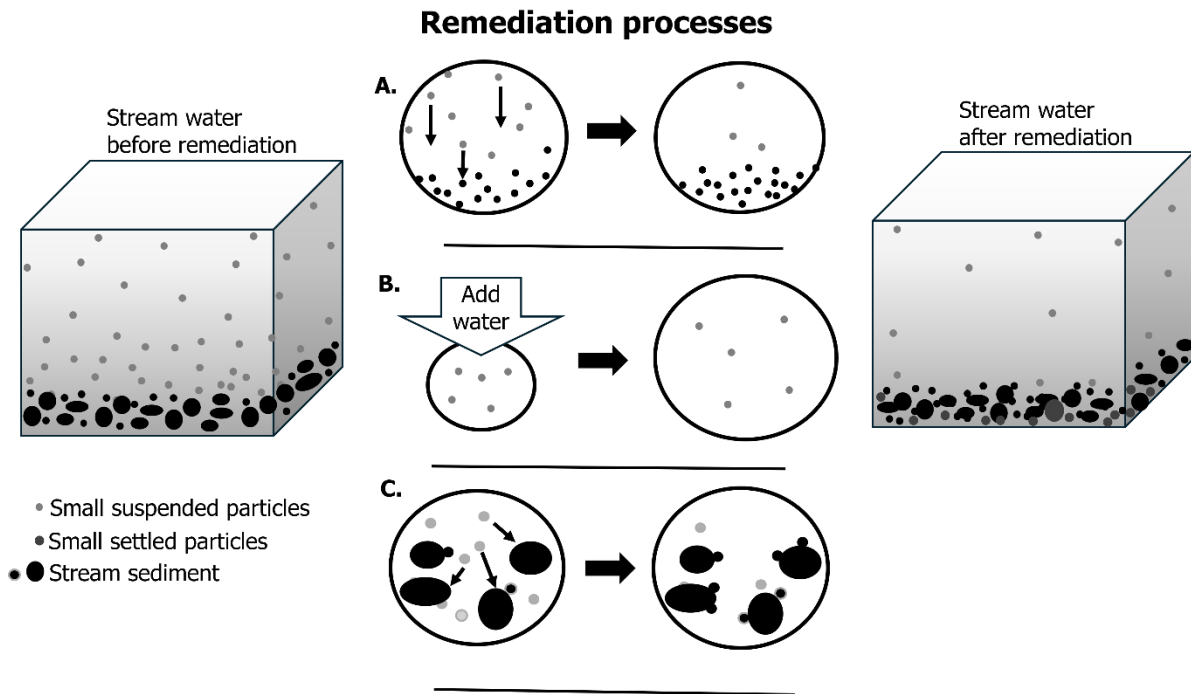 Remediation processes
Stream water
before remediation
A.
Stream water
after remediation
B.
Add
water
C.
Small suspended particles
Small settled particles
Stream sediment